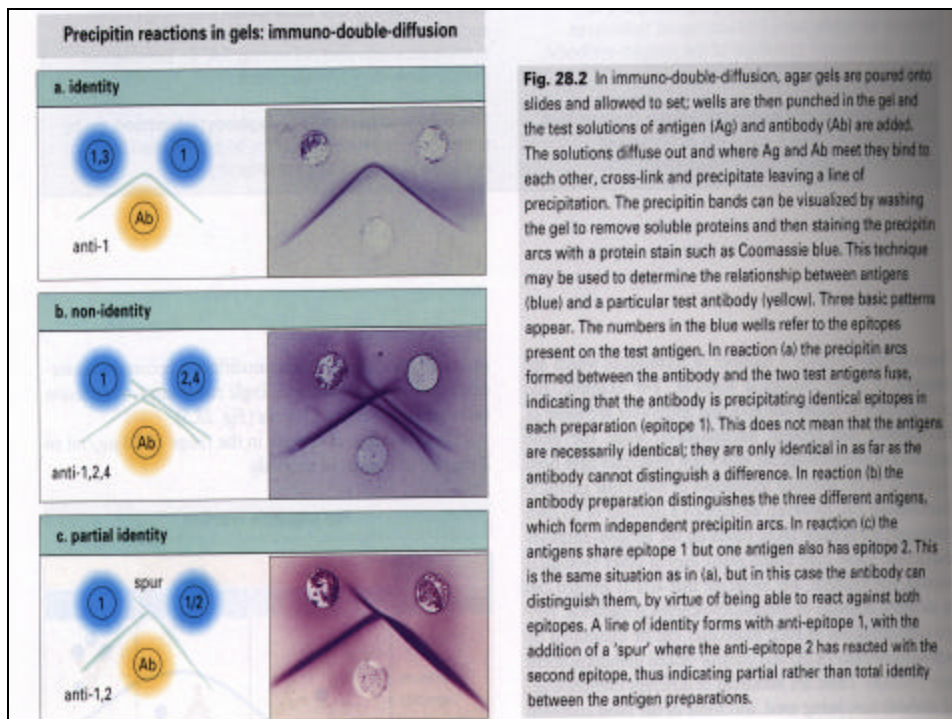 Precipitin reactions in gels: immuno-double-diffusion
a. identity
1,3
1
Ab
anti-1
b. non-identity
1
2,4
Ab
anti-1,2,4
c. partial identity
spur
1
1/2
Ab
anti-1,2
Fig. 28.2 In immuno-double-diffusion, agar gels are poured onto
slides and allowed to set; wells are then punched in the gel and
the test solutions of antigen (Ag) and antibody (Ab) are added.
The solutions diffuse out and where Ag and Ab meet they bind to
each other, cross-link and precipitate leaving a line of
precipitation. The precipitin bands can be visualized by washing
the gel to remove soluble proteins and then staining the precipitin
arcs with a protein stain such as Coomassie blue. This technique
may be used to determine the relationship between antigens
(blue) and a particular test antibody (yellow). Three basic patterns
appear. The numbers in the blue wells refer to the epitopes
present on the test antigen. In reaction (a) the precipitin arcs
formed between the antibody and the two test antigens fuse,
indicating that the antibody is precipitating identical epitopes in
each preparation (epitope 1). This does not mean that the antigens
are necessarily identical; they are only identical in as far as the
antibody cannot distinguish a difference. In reaction (b) the
antibody preparation distinguishes the three different antigens,
which form independent precipitin arcs. In reaction (c) the
antigens share epitope 1 but one antigen also has epitope 2. This
is the same situation as in (a), but in this case the antibody can
distinguish them, by virtue of being able to react against both
epitopes. A line of identity forms with anti-epitope 1, with the
addition of a 'spur' where the anti-epitope 2 has reacted with the
second epitope, thus indicating partial rather than total identity
between the antigen preparations.